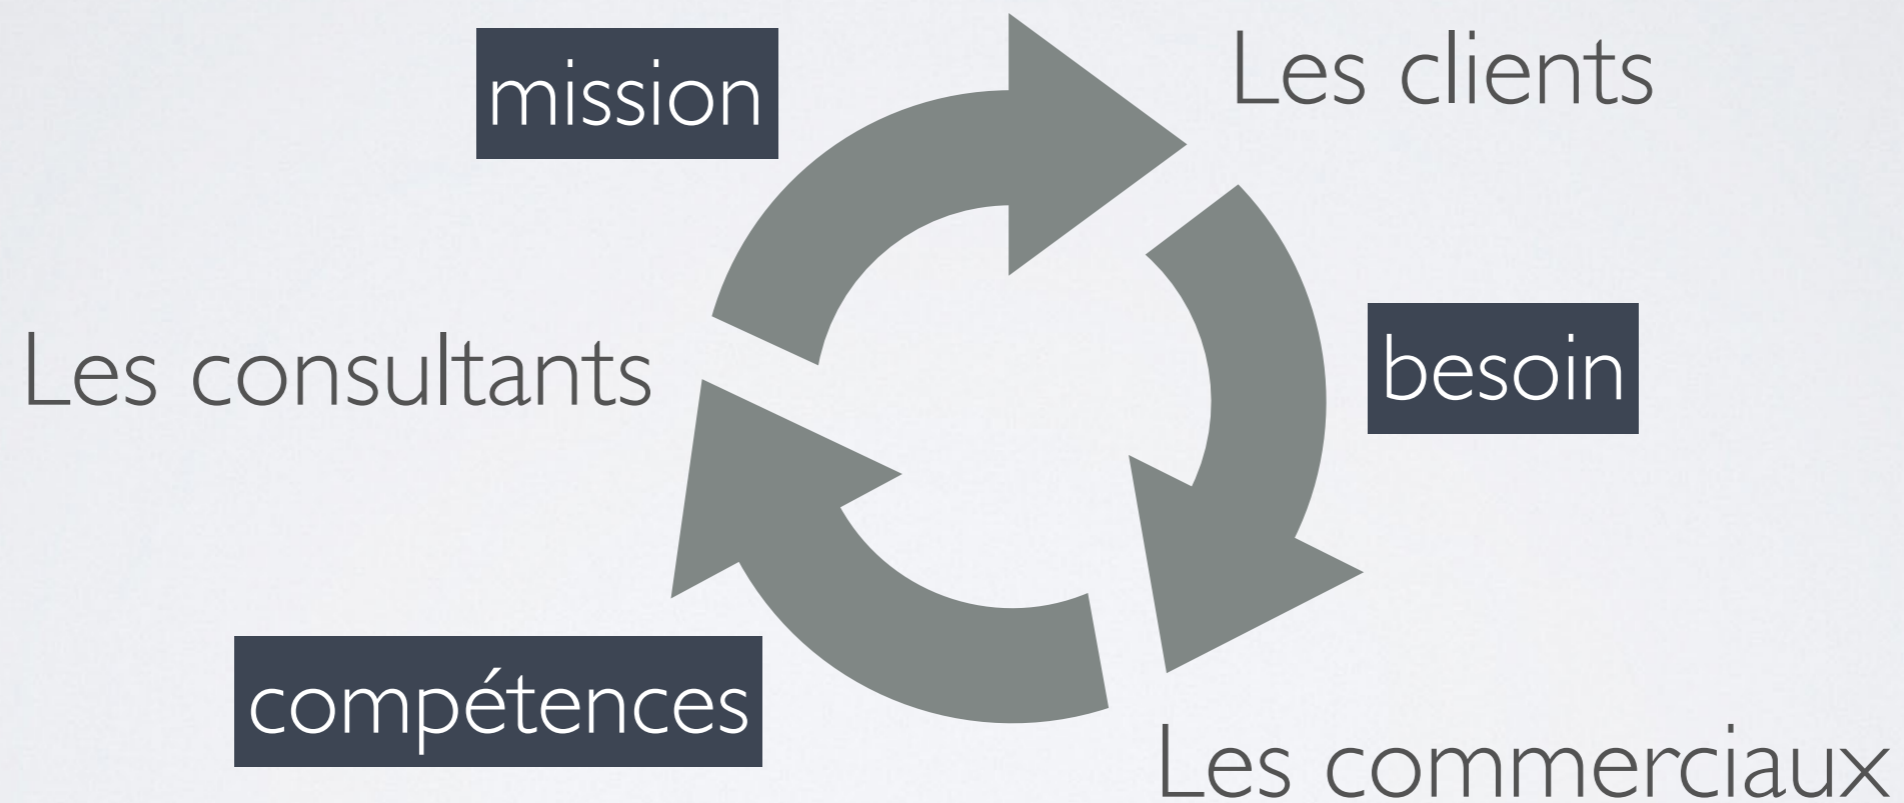 mission
Les clients
Les consultants
besoin
compétences
Les commerciaux